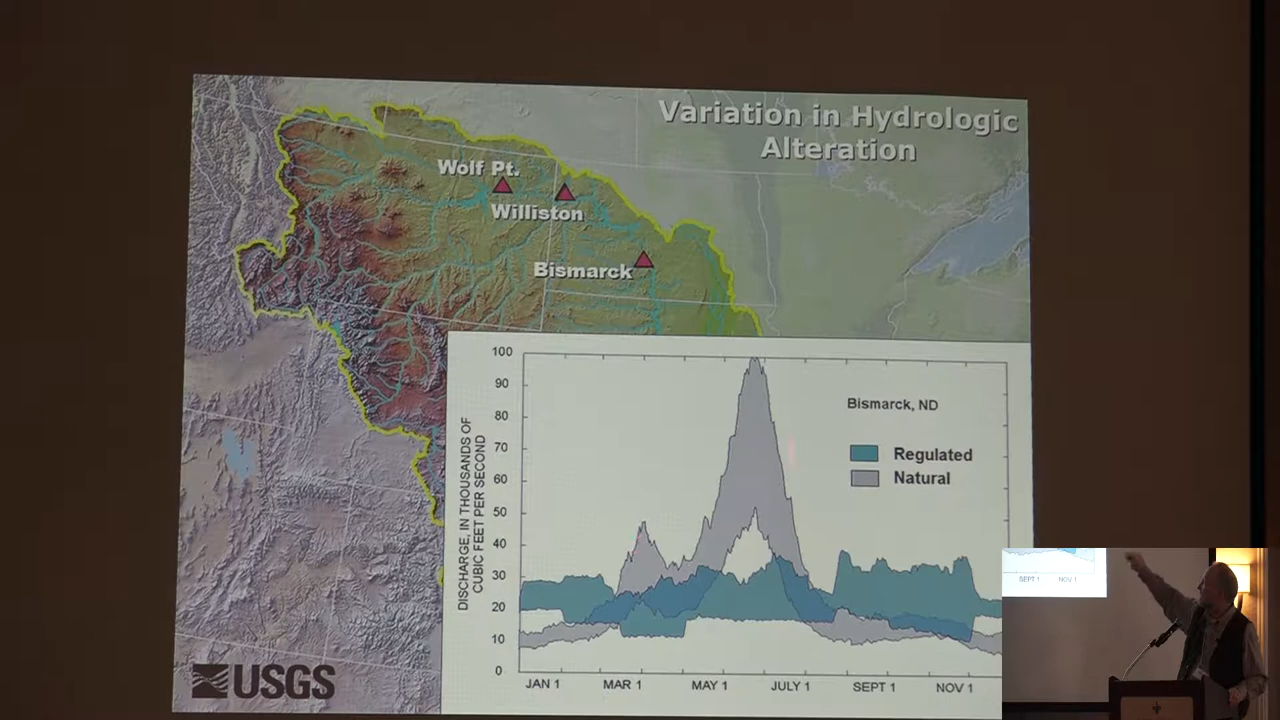 Variation in Hydrologic
Alteration
Wolf Pt.
Williston
Bismarck
100
90
80
70
60
50
40
30
20
10
0
DISCHARGE, IN THOUSANDS OF
CUBIC FEET PER SECOND
Bismarck, ND
Regulated
Natural
JAN 1
MAR 1
MAY 1
JULY 1
SEPT 1
NOV 1
USGS
SEPT 1
NOV 1